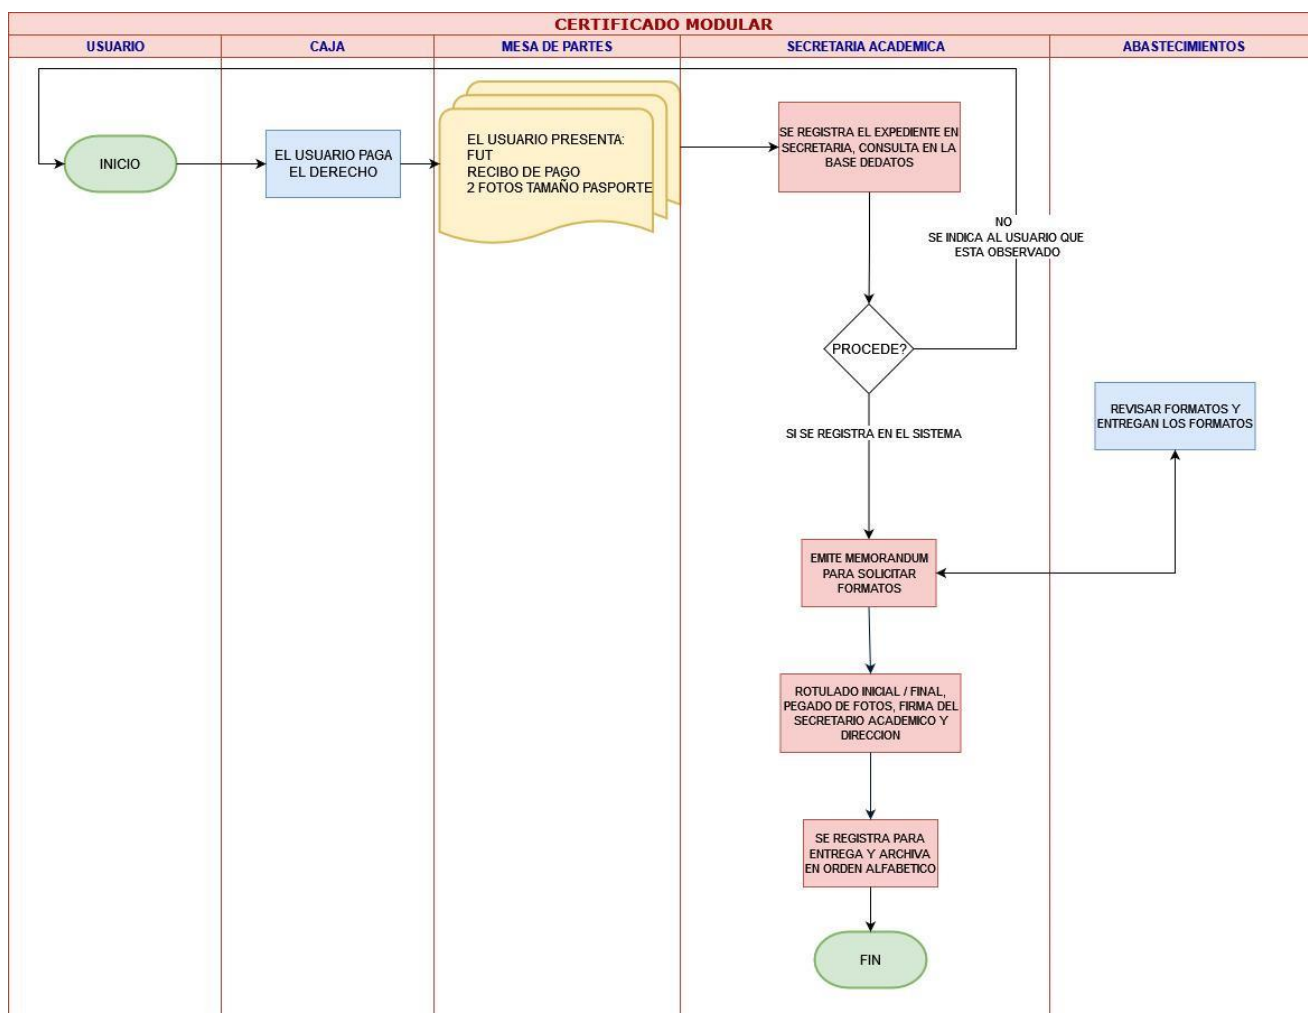 CERTIFICADO MODULAR
USUARIO
CAJA
MESA DE PARTES
SECRETARIA ACADEMICA
ABASTECIMIENTOS
INICIO
EL USUARIO PAGA
EL DERECHO
EL USUARIO PRESENTA:
FUT
RECIBO DE PAGO
2 FOTOS TAMAÑO PASPORTE
SE REGISTRA EL EXPEDIENTE EN
SECRETARIA, CONSULTA EN LA
BASE DEDATOS
NO
SE INDICA AL USUARIO QUE
ESTA OBSERVADO
PROCEDE?
SI SE REGISTRA EN EL SISTEMA
REVISAR FORMATOS Y
ENTREGAN LOS FORMATOS
EMITE MEMORANDUM
PARA SOLICITAR
FORMATOS
ROTULADO INICIAL / FINAL,
PEGADO DE FOTOS, FIRMA DEL
SECRETARIO ACADEMICO Y
DIRECCION
SE REGISTRA PARA
ENTREGA Y ARCHIVA
EN ORDEN ALFABETICO
FIN